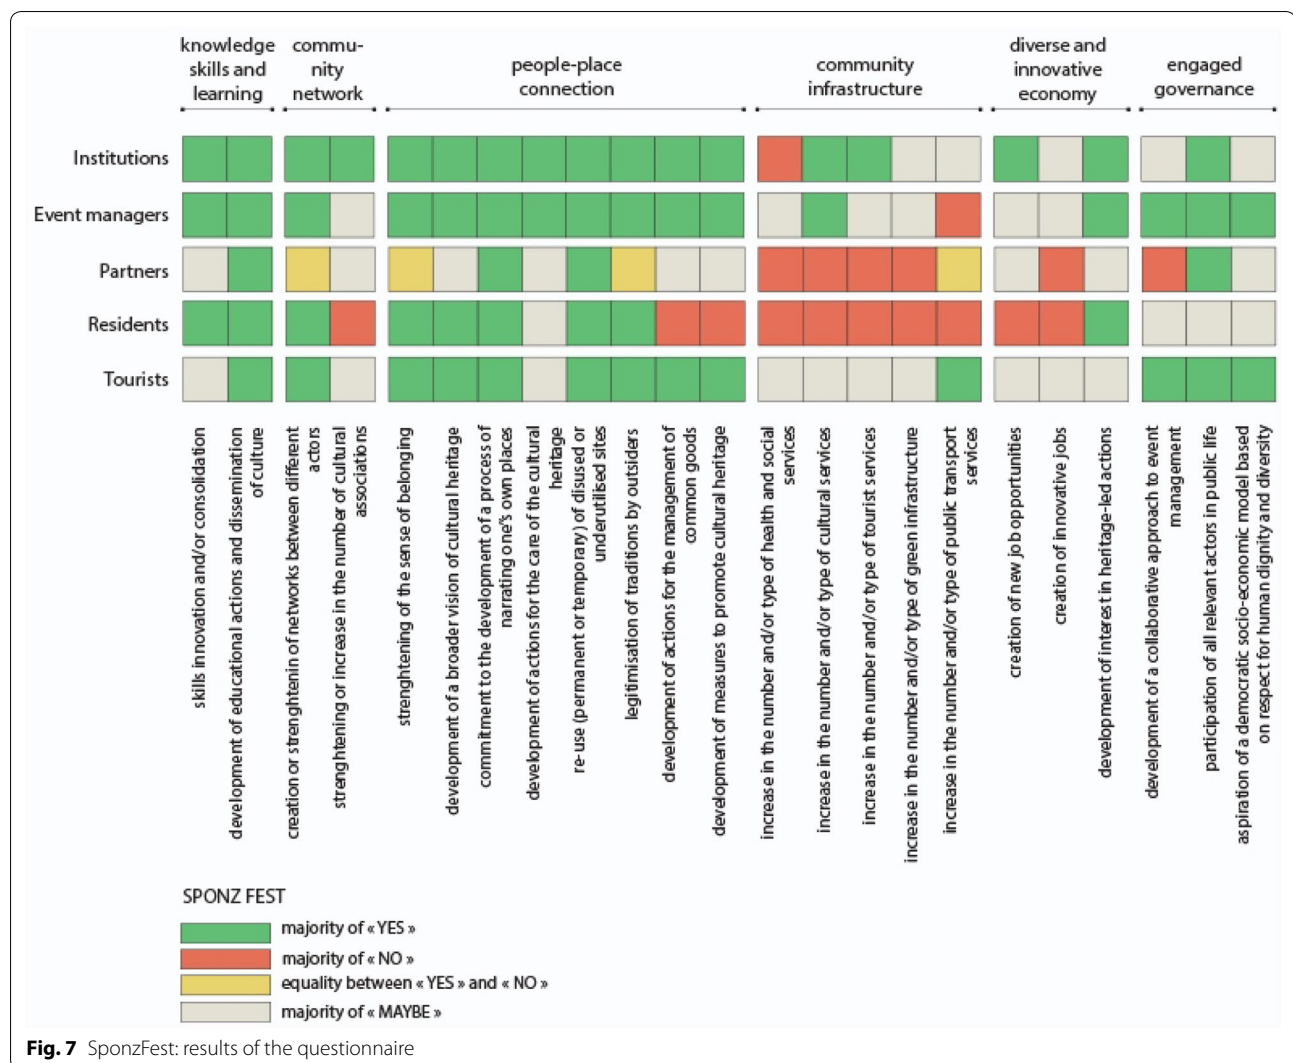 knowledge
skills and
learning
commu-
nity
network
people-place
connection
community
infrastructure
diverse and
innovative
economy
engaged
governance
Institutions
Event managers
Partners
Residents
Tourists
skills innovation and/or consolidation
development of educational actions and dissemination
of culture
creation or strenghtenin of networks between different
actors
strenghtening or increase in the number of cultural
associations
strenghtening of the sense of belonging
development of a broader vision of cultural heritage
commitment to the development of a process of
narrating one's own places
development of actions for the care of the cultural
heritage
re-use (permanent or temporary) of disused or
underutilised sites
legitimisation of traditions by outsiders
development of actions for the management of
common goods
development of measures to promote cultural heritage
increase in the number and/or type of health and social
services
increase in the number and/or type of cultural services
increase in the number and/or type of tourist services
increase in the number and/or type of green infrastructure
increase in the number and/or type of public transport
services
creation of new job opportunities
creation of innovative jobs
development of interest in heritage-led actions
development of a collaborative approach to event
management
participation of all relevant actors in public life
aspiration of a democratic socio-economic model based
on respect for human dignity and diversity
SPONZ FEST
majority of « YES »
majority of « NO »
equality between « YES » and « NO »
majority of « MAYBE »
Fig. 7 SponzFest: results of the questionnaire